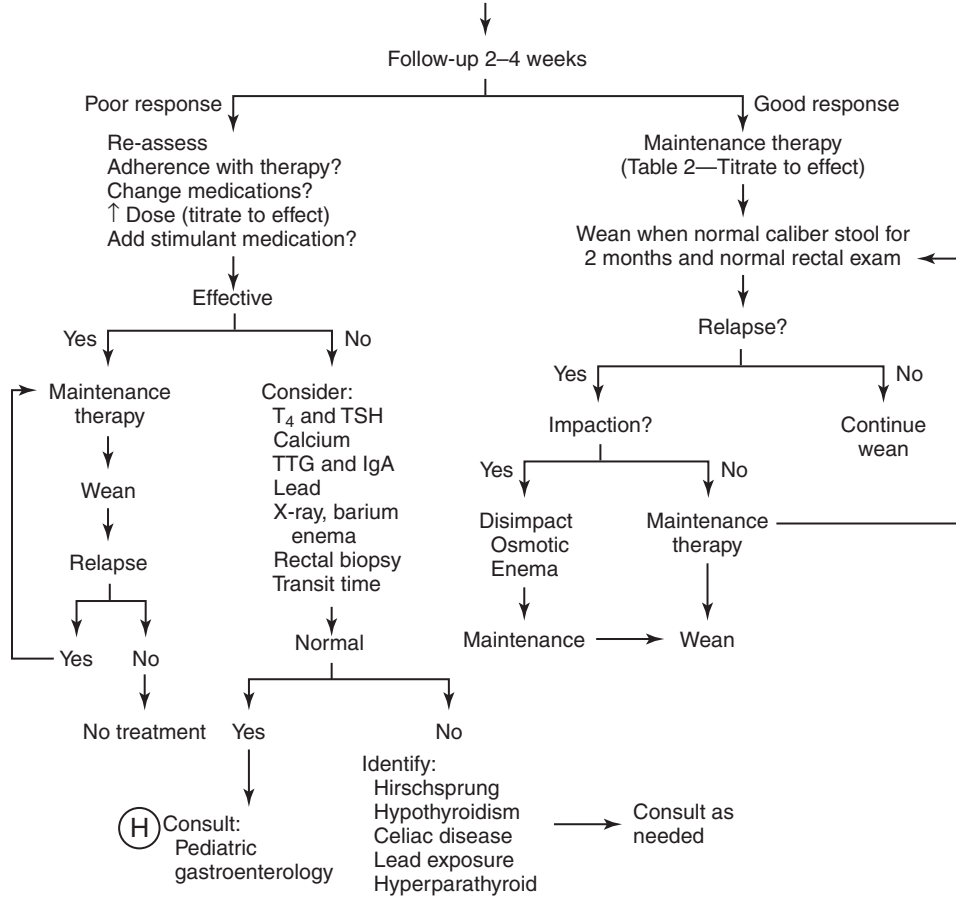 Follow-up 2–4 weeks
Poor response
Good response
Re-assess
Adherence with therapy?
Change medications?
↑ Dose (titrate to effect)
Add stimulant medication?
Maintenance therapy
(Table 2—Titrate to effect)
Wean when normal caliber stool for
2 months and normal rectal exam
Effective
Yes
No
Relapse?
Yes
No
Maintenance
therapy
Wean
Relapse
Yes
No
No treatment
Consider:
T₄ and TSH
Calcium
TTG and IgA
Lead
X-ray, barium
enema
Rectal biopsy
Transit time
Normal
Yes
No
Impaction?
Continue
wean
Yes
No
Disimpact
Osmotic
Enema
Maintenance
therapy
Maintenance
Wean
H
Consult:
Pediatric
gastroenterology
Identify:
Hirschsprung
Hypothyroidism
Celiac disease
Lead exposure
Hyperparathyroid
Consult as
needed